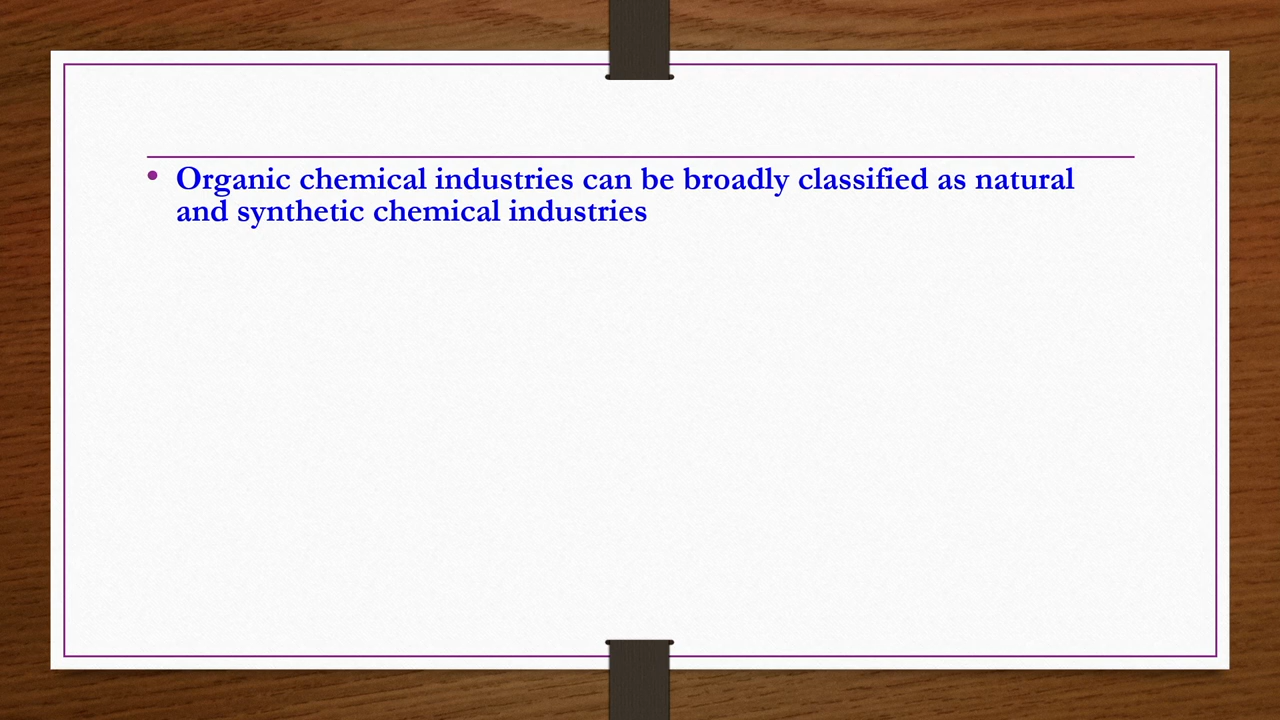 • Organic chemical industries can be broadly classified as natural
and synthetic chemical industries